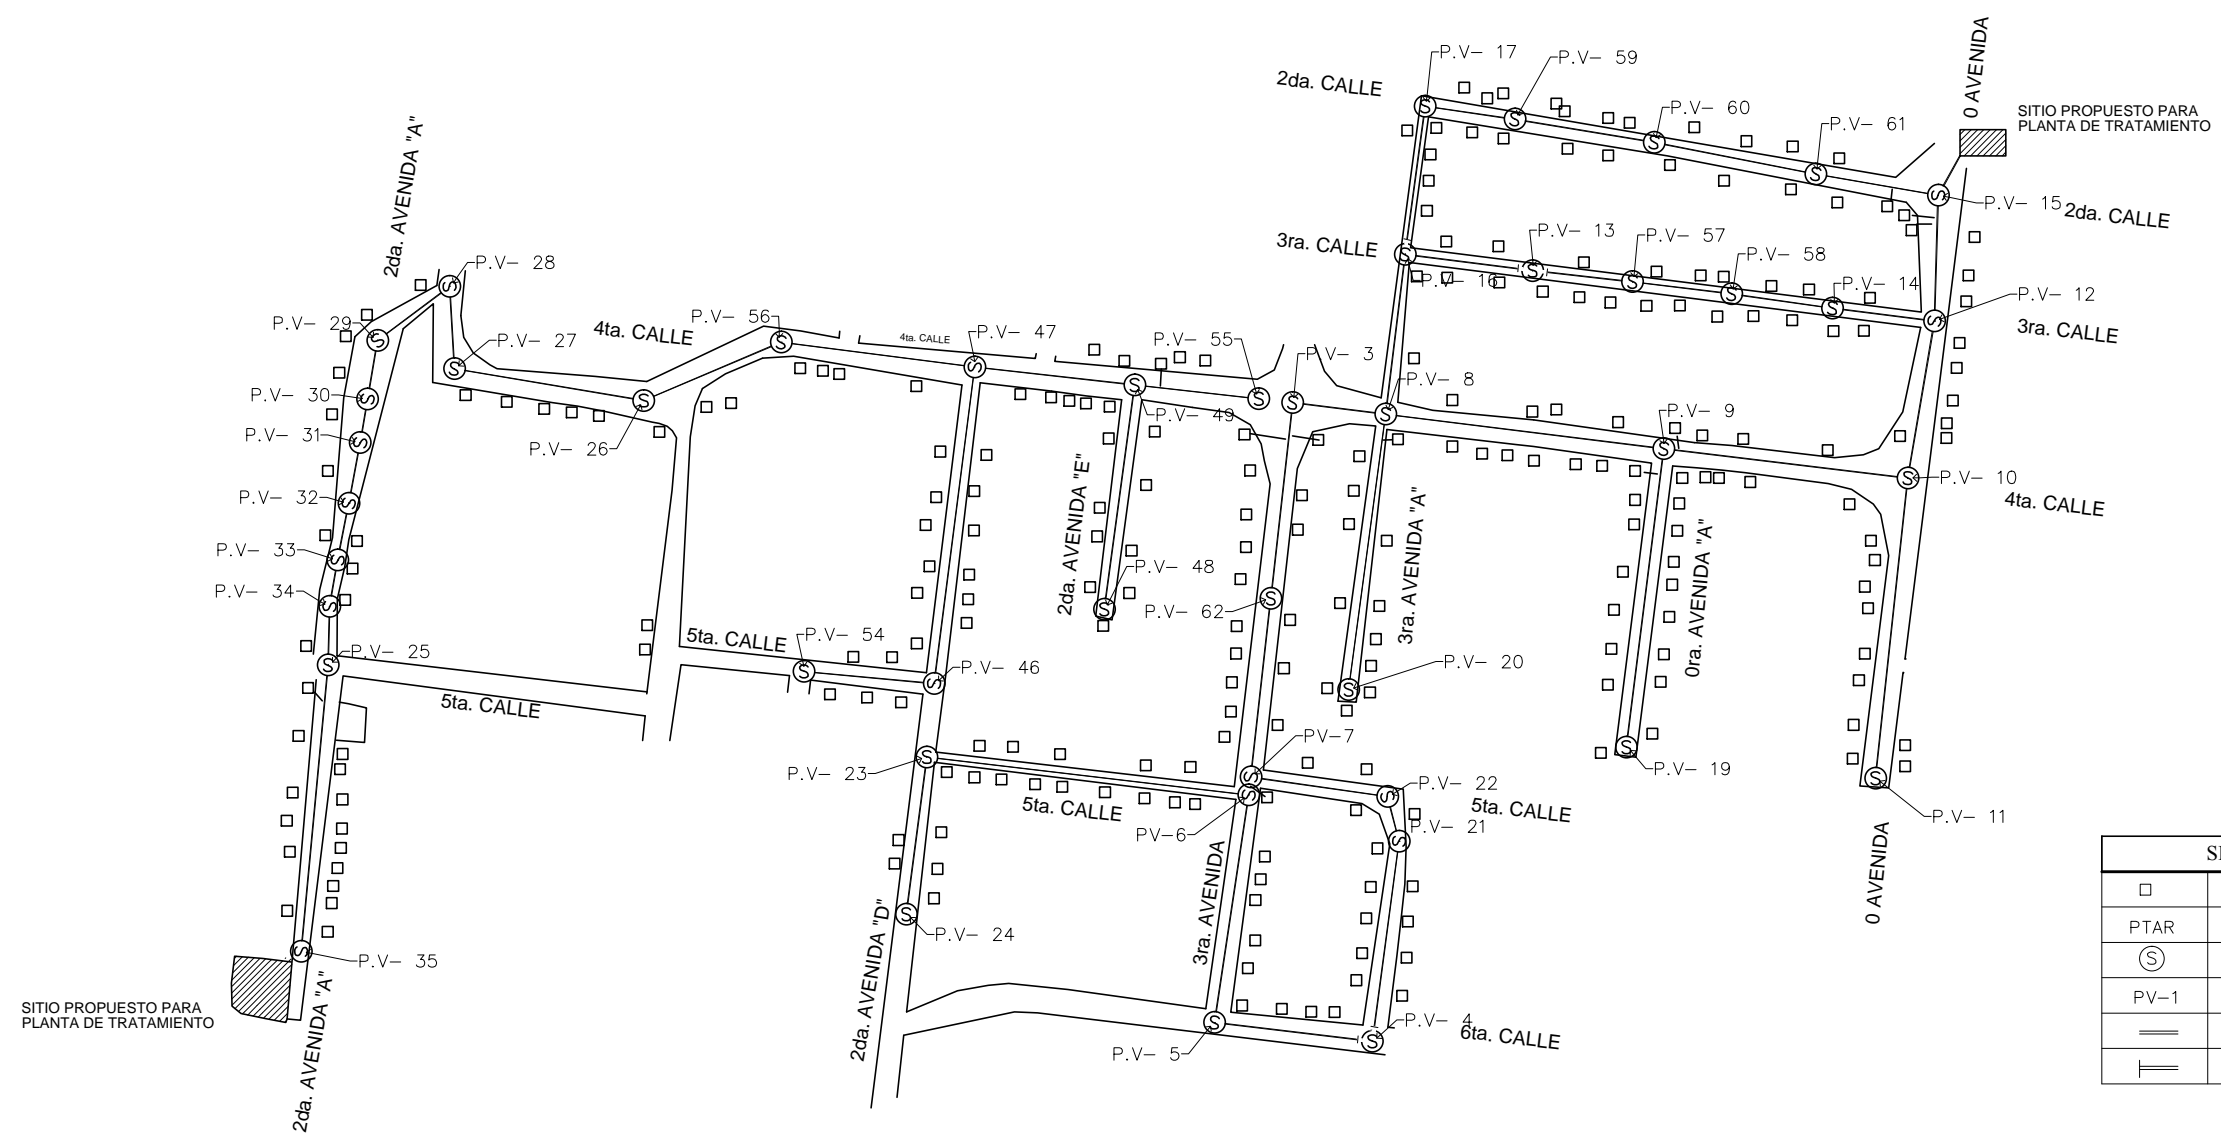 0 AVENIDA
P.V- 17
P.V- 59
2da. CALLE
P.V- 60
SITIO PROPUESTO PARA
PLANTA DE TRATAMIENTO
P.V- 61
2da. AVENIDA "A"
P.V- 15
2da. CALLE
3ra. CALLE
P.V- 13
P.V- 57
P.V- 58
P.V- 28
P.V- 16
P.V- 14
P.V- 12
3ra. CALLE
P.V- 29
P.V- 56
4ta. CALLE
4ta. CALLE
P.V- 47
P.V- 55
P.V- 3
P.V- 27
P.V- 8
P.V- 30
P.V- 49
P.V- 9
P.V- 31
P.V- 26
P.V- 10
4ta. CALLE
P.V- 32
2da. AVENIDA "E"
3ra. AVENIDA "A"
0ra. AVENIDA "A"
P.V- 33
P.V- 48
P.V- 34
P.V- 62
5ta. CALLE
P.V- 54
P.V- 25
P.V- 46
P.V- 20
5ta. CALLE
PV-7
P.V- 23
P.V- 19
P.V- 22
5ta. CALLE
5ta. CALLE
P.V- 11
PV-6
P.V- 21
0 AVENIDA
3ra. AVENIDA
2da. AVENIDA "D"
P.V- 24
P.V- 35
SITIO PROPUESTO PARA
PLANTA DE TRATAMIENTO
2da. AVENIDA "A"
P.V- 4
6ta. CALLE
P.V- 5
PTAR
S
PV-1